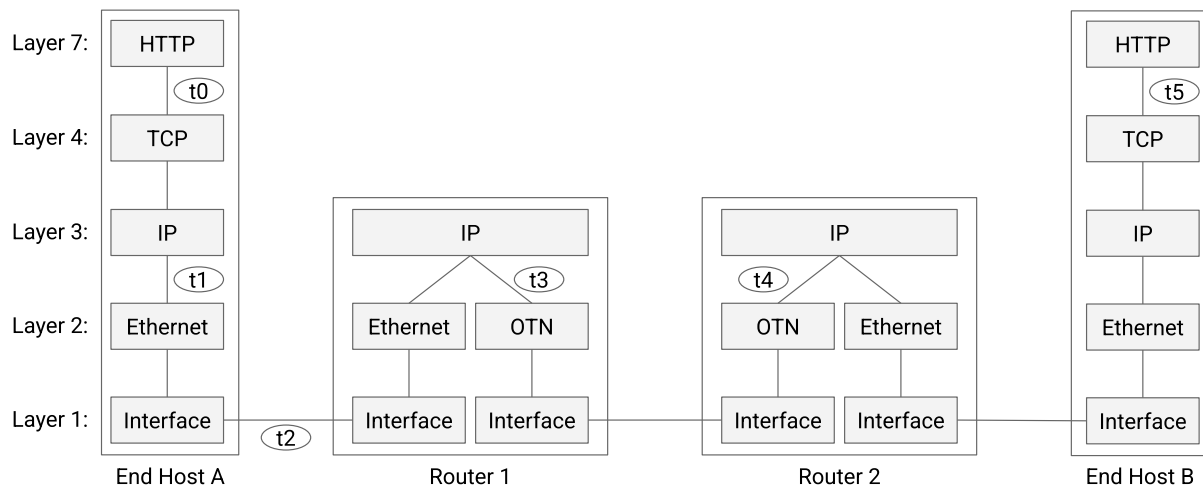 Layer 7: HTTP HTTP
t0 t5
Layer 4: TCP TCP
Layer 3: IP IP IP IP
t1 t3 t4
Layer 2: Ethernet Ethernet OTN OTN Ethernet Ethernet
Layer 1: Interface Interface Interface Interface Interface Interface
t2
End Host A Router 1 Router 2 End Host B